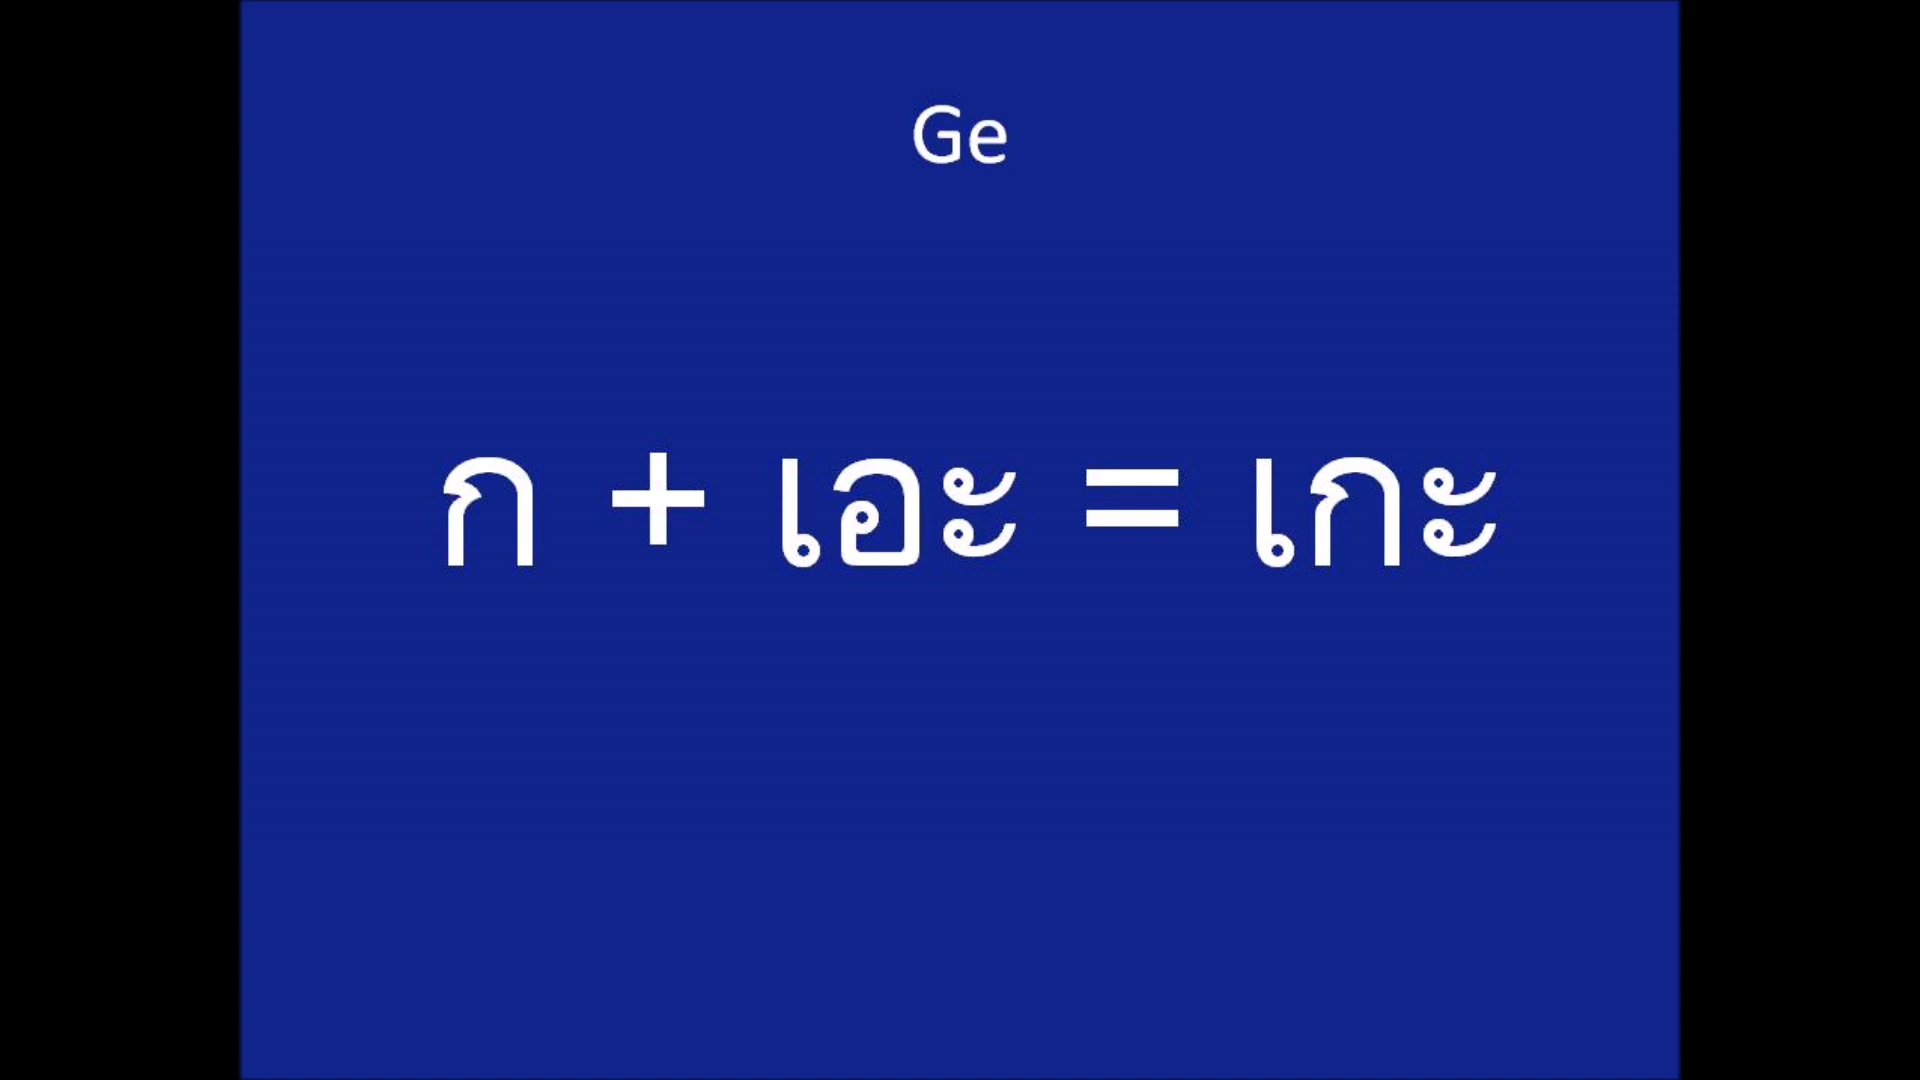 Ge
ก + เอะ = เกะ